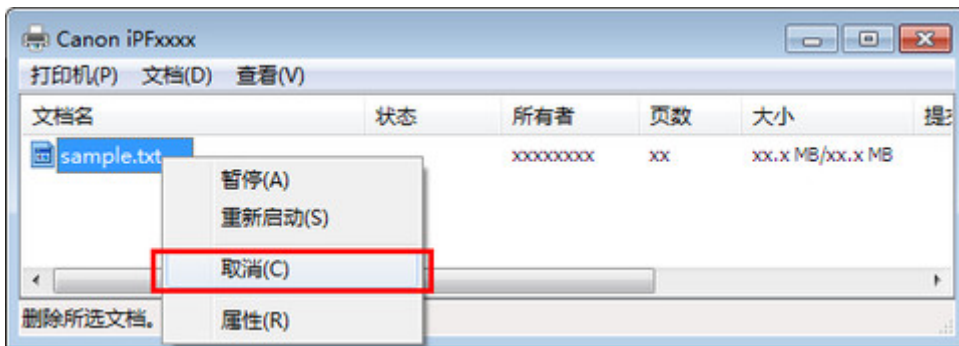 Canon iPFxxxx
打印机(P) 文档(D) 查看(V)
文档名 状态 所有者 页数 大小
sample.txt xxxxxxxx xx xx.x MB/xx.x MB
暂停(A)
重新启动(S)
取消(C)
删除所选文档。
属性(R)